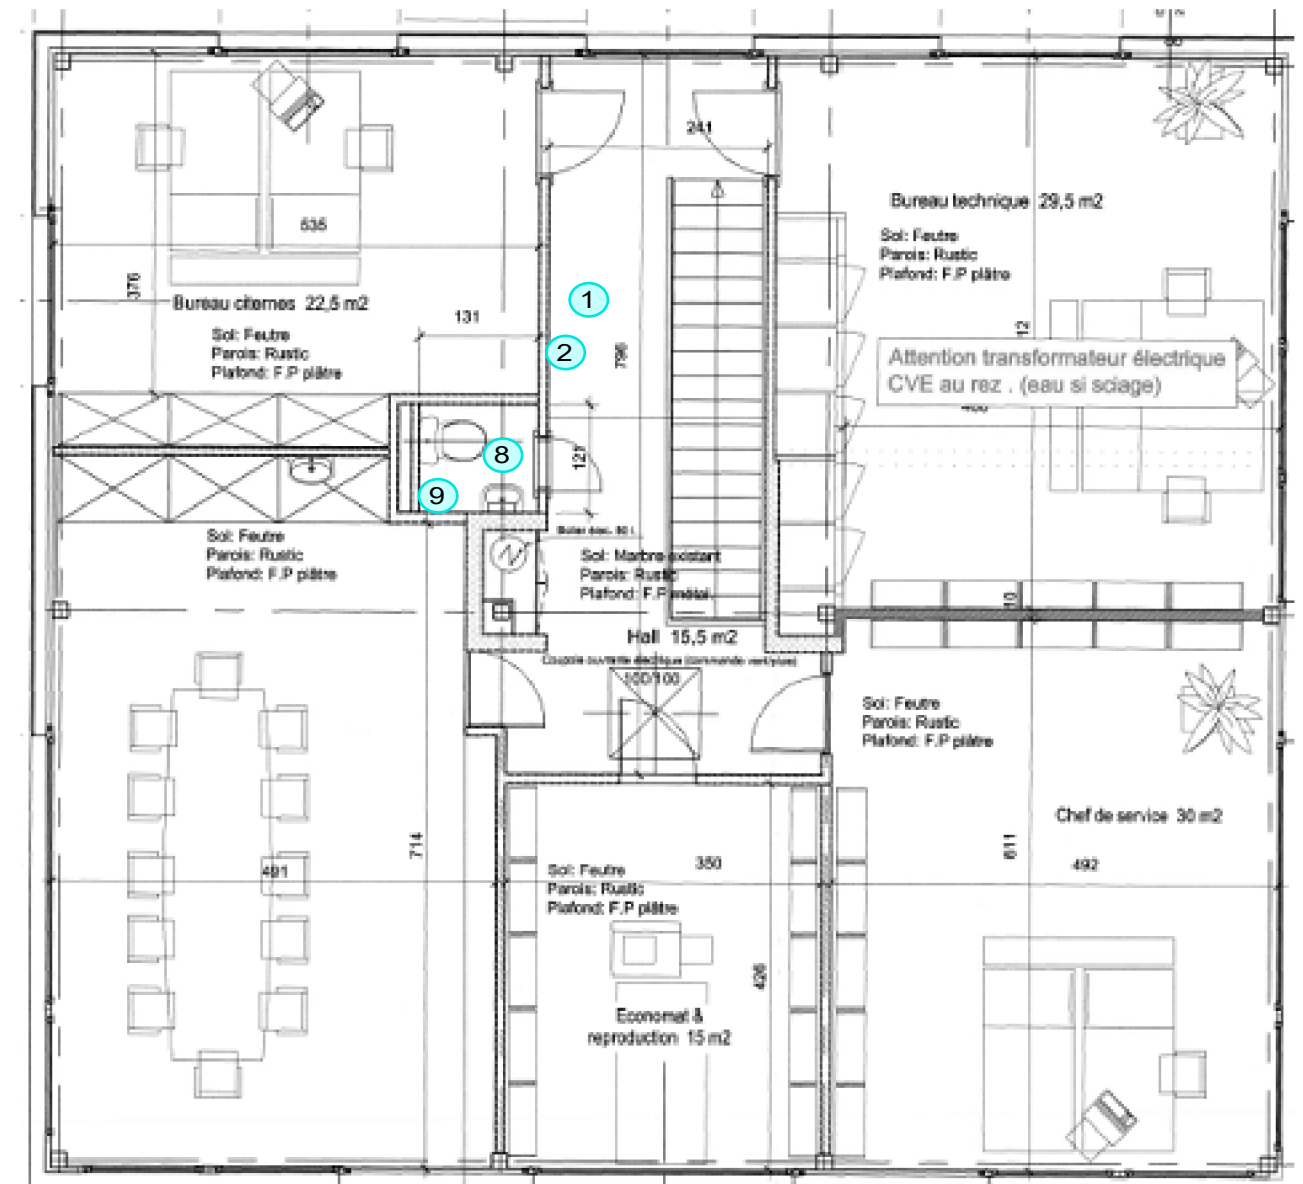 241
Bureau technique 29,5 m2
535
Sol: Feutre
Parois: Rustic
Plafond: F.P plâtre
376
Bureau citernes 22,5 m2
1
131
Sol: Feutre
Parois: Rustic
Plafond: F.P plâtre
2
796
12
Attention transformateur électrique
CVE au rez . (eau si sciage)
8
127
9
Sol: Feutre
Parois: Rustic
Plafond: F.P plâtre
Sol: Marbre existant
Parois: Rustic
Plafond: F.P métal.
10
Hall 15,5 m2
100/100
Sol: Feutre
Parois: Rustic
Plafond: F.P plâtre
Chef de service 30 m2
714
611
491
350
492
Sol: Feutre
Parois: Rustic
Plafond: F.P plâtre
426
Economat &
reproduction 15 m2